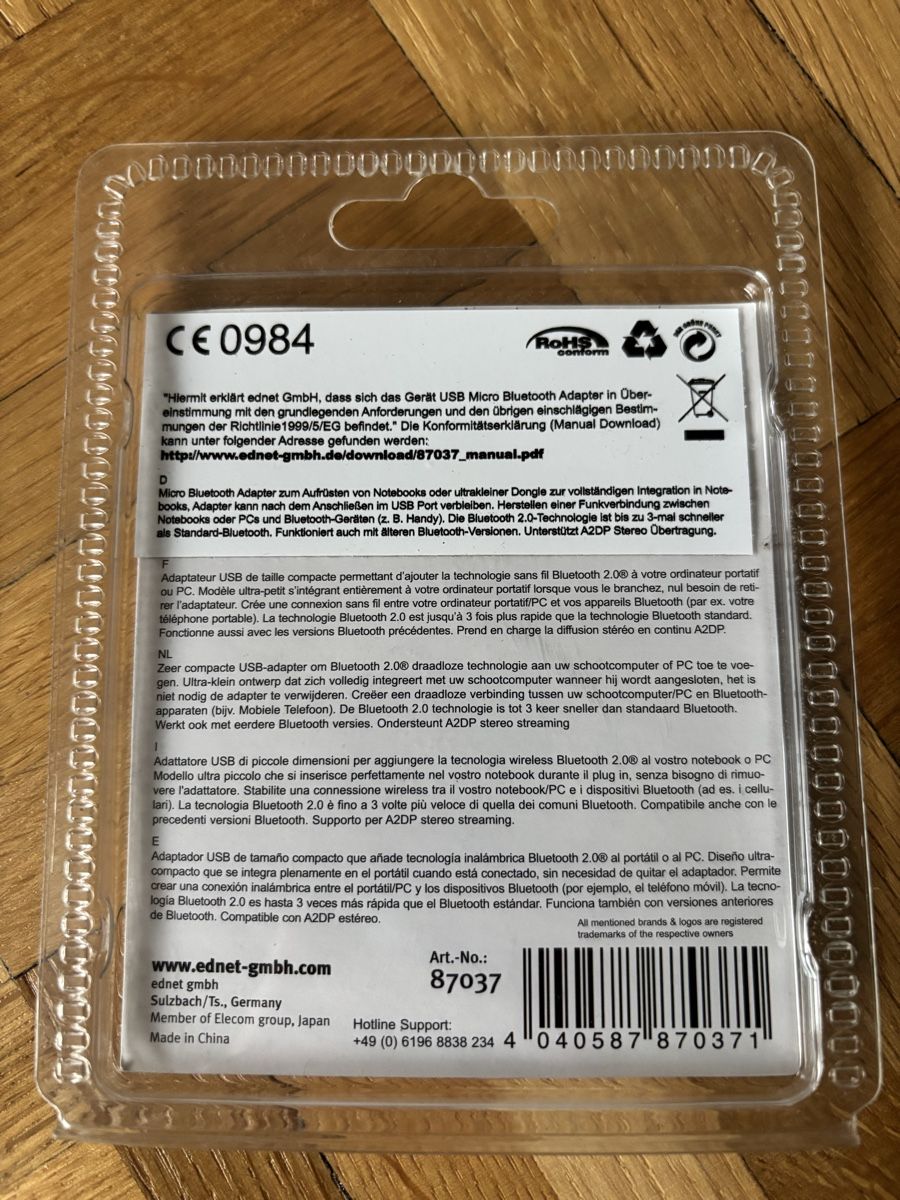 CE 0984
RoHS
conform
DER GRÜNE PUNKT
"Hiermit erklärt ednet GmbH, dass sich das Gerät USB Micro Bluetooth Adapter in Über-
einstimmung mit den grundlegenden Anforderungen und den übrigen einschlägigen Bestim-
mungen der Richtlinie1999/5/EG befindet." Die Konformitätserklärung (Manual Download)
kann unter folgender Adresse gefunden werden:
http://www.ednet-gmbh.de/download/87037_manual.pdf
D
Micro Bluetooth Adapter zum Aufrüsten von Notebooks oder ultrakleiner Dongle zur vollständigen Integration in Note-
books, Adapter kann nach dem Anschließen im USB Port verbleiben. Herstellen einer Funkverbindung zwischen
Notebooks oder PCs und Bluetooth-Geräten (z. B. Handy). Die Bluetooth 2.0-Technologie ist bis zu 3-mal schneller
als Standard-Bluetooth. Funktioniert auch mit älteren Bluetooth-Versionen. Unterstützt A2DP Stereo Übertragung.
F
Adaptateur USB de taille compacte permettant d'ajouter la technologie sans fil Bluetooth 2.0® à votre ordinateur portatif
ou PC. Modèle ultra-petit s'intégrant entièrement à votre ordinateur portatif lorsque vous le branchez, nul besoin de reti-
rer l'adaptateur. Crée une connexion sans fil entre votre ordinateur portatif/PC et vos appareils Bluetooth (par ex. votre
téléphone portable). La technologie Bluetooth 2.0 est jusqu'à 3 fois plus rapide que la technologie Bluetooth standard.
Fonctionne aussi avec les versions Bluetooth précédentes. Prend en charge la diffusion stéréo en continu A2DP.
NL
Zeer compacte USB-adapter om Bluetooth 2.0® draadloze technologie aan uw schootcomputer of PC toe te voe-
gen. Ultra-klein ontwerp dat zich volledig integreert met uw schootcomputer wanneer hij wordt aangesloten, het is
niet nodig de adapter te verwijderen. Creëer een draadloze verbinding tussen uw schootcomputer/PC en Bluetooth-
apparaten (bijv. Mobiele Telefoon). De Bluetooth 2.0 technologie is tot 3 keer sneller dan standaard Bluetooth.
Werkt ook met eerdere Bluetooth versies. Ondersteunt A2DP stereo streaming
I
Adattatore USB di piccole dimensioni per aggiungere la tecnologia wireless Bluetooth 2.0® al vostro notebook o PC
Modello ultra piccolo che si inserisce perfettamente nel vostro notebook durante il plug in, senza bisogno di rimuo-
vere l'adattatore. Stabilite una connessione wireless tra il vostro notebook/PC e i dispositivi Bluetooth (ad es. i cellu-
lari). La tecnologia Bluetooth 2.0 è fino a 3 volte più veloce di quella dei comuni Bluetooth. Compatibile anche con le
precedenti versioni Bluetooth. Supporto per A2DP stereo streaming.
E
Adaptador USB de tamaño compacto que añade tecnología inalámbrica Bluetooth 2.0® al portátil o al PC. Diseño ultra-
compacto que se integra plenamente en el portátil cuando está conectado, sin necesidad de quitar el adaptador. Permite
crear una conexión inalámbrica entre el portátil/PC y los dispositivos Bluetooth (por ejemplo, el teléfono móvil). La tecno-
logía Bluetooth 2.0 es hasta 3 veces más rápida que el Bluetooth estándar. Funciona también con versiones anteriores
de Bluetooth. Compatible con A2DP estéreo.
All mentioned brands & logos are registered
trademarks of the respective owners
www.ednet-gmbh.com
ednet gmbh
Sulzbach/Ts., Germany
Member of Elecom group, Japan
Made in China
Art.-No.:
87037
Hotline Support:
+49 (0) 6196 8838 234
4 040587 870371